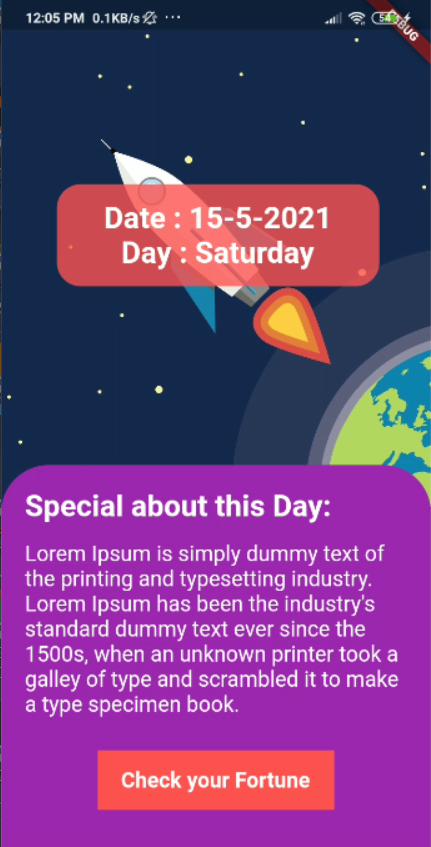 12:05 PM 0.1KB/s ... 54
DEBUG
Date : 15-5-2021
Day : Saturday
Special about this Day:
Lorem Ipsum is simply dummy text of
the printing and typesetting industry.
Lorem Ipsum has been the industry's
standard dummy text ever since the
1500s, when an unknown printer took a
galley of type and scrambled it to make
a type specimen book.
Check your Fortune